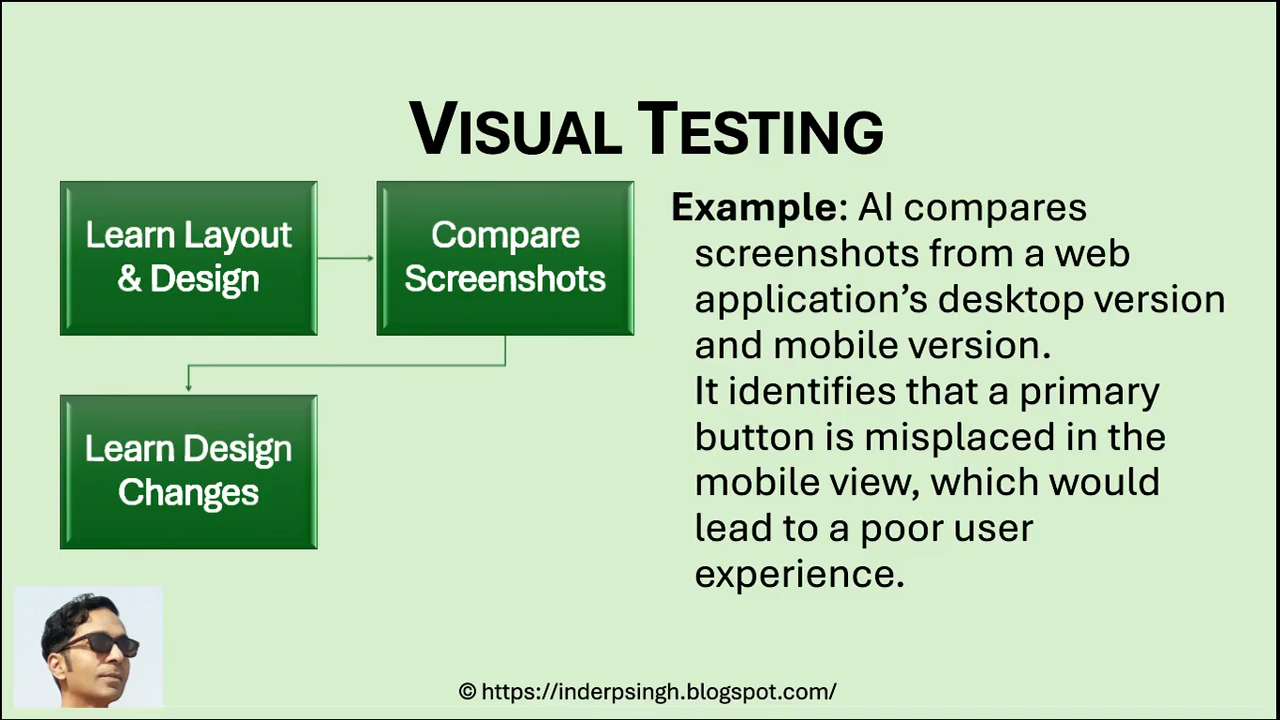 VISUAL TESTING
Learn Layout
& Design
Compare
Screenshots
Learn Design
Changes
Example: AI compares
screenshots from a web
application’s desktop version
and mobile version.
It identifies that a primary
button is misplaced in the
mobile view, which would
lead to a poor user
experience.
© https://inderpsingh.blogspot.com/